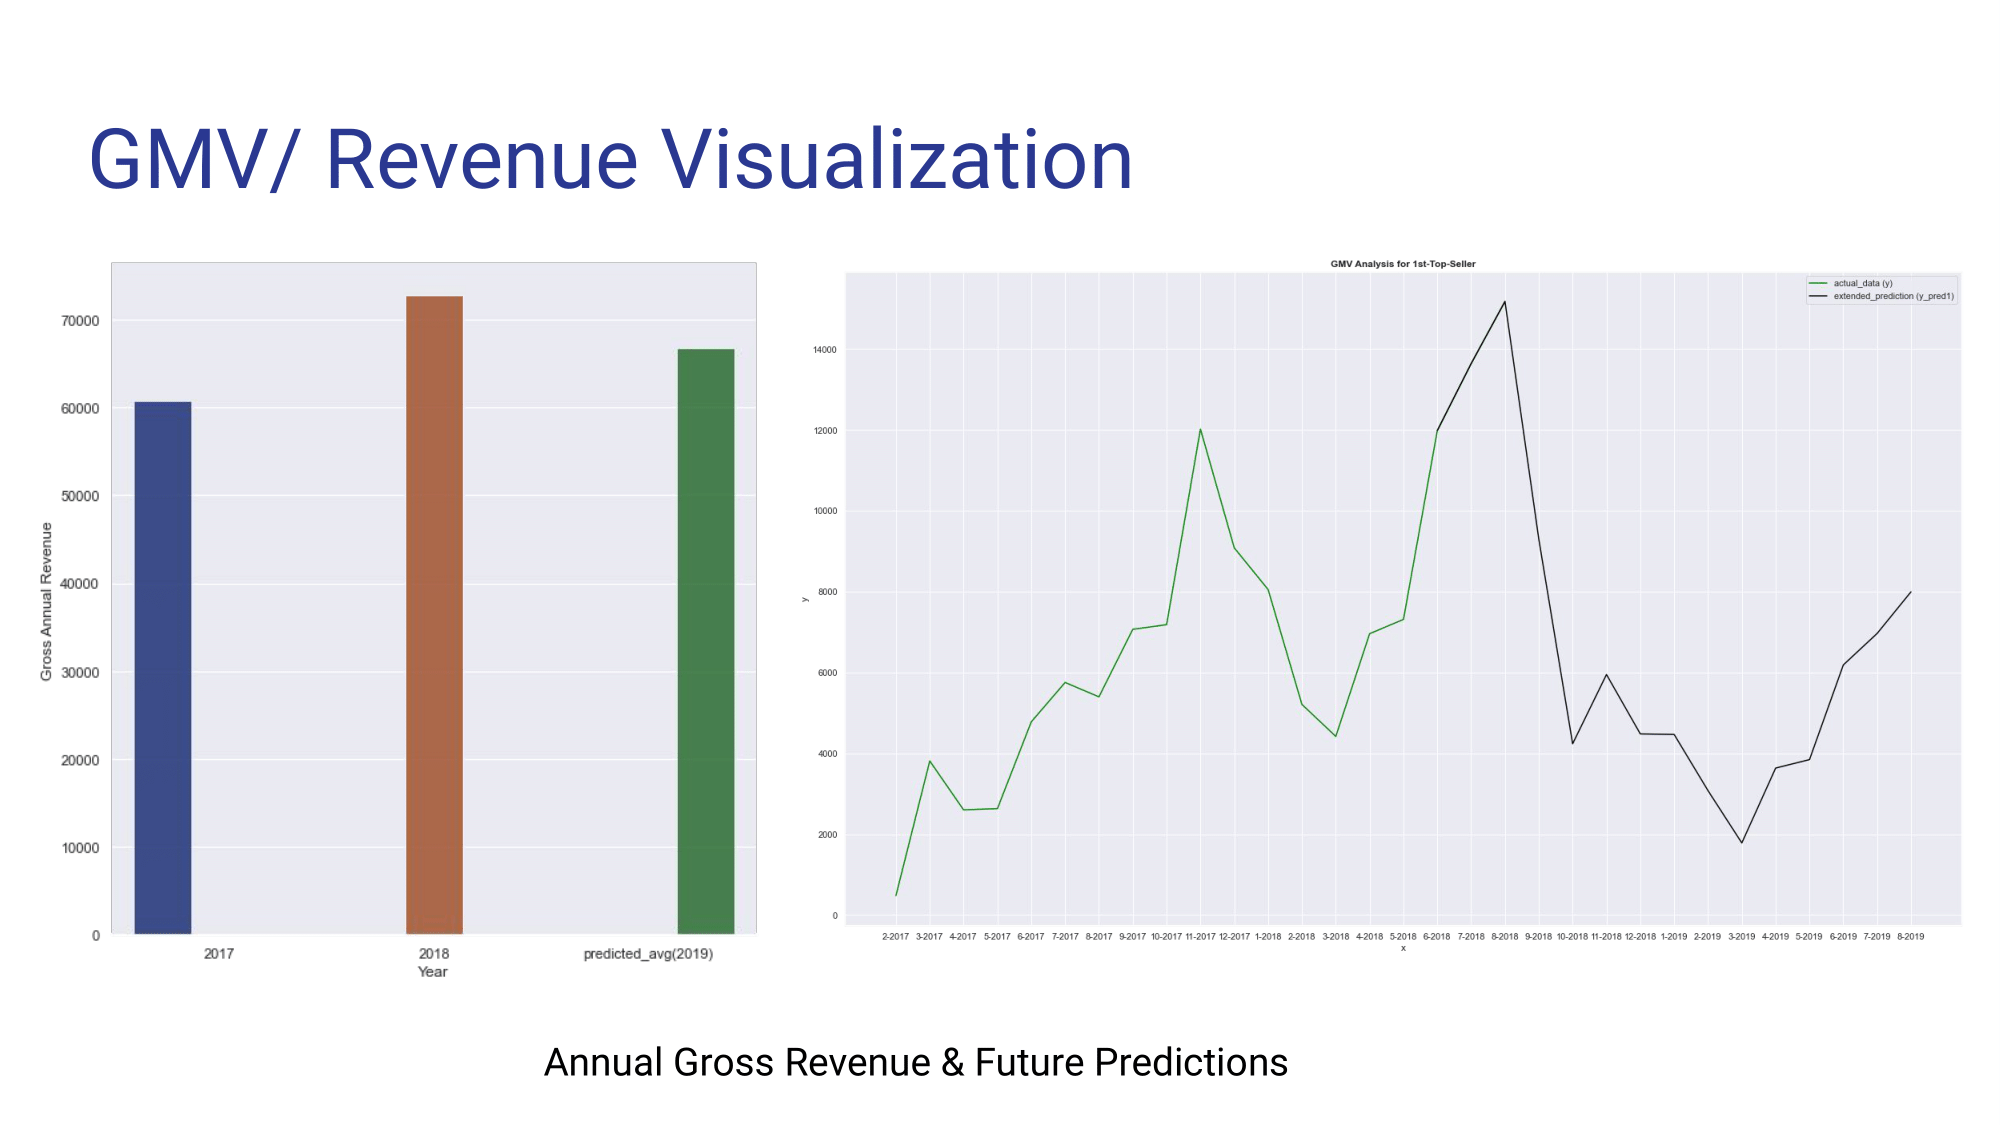 GMV/ Revenue Visualization
70000
60000
50000
40000
30000
20000
10000
0
Gross Annual Revenue
2017 2018 predicted_avg(2019)
Year
GMV Analysis for 1st-Top-Seller
actual_data (y)
extended_prediction (y_pred1)
14000
12000
10000
8000
6000
4000
2000
0
y
2-2017 3-2017 4-2017 5-2017 6-2017 7-2017 8-2017 9-2017 10-2017 11-2017 12-2017 1-2018 2-2018 3-2018 4-2018 5-2018 6-2018 7-2018 8-2018 9-2018 10-2018 11-2018 12-2018 1-2019 2-2019 3-2019 4-2019 5-2019 6-2019 7-2019 8-2019
x
Annual Gross Revenue & Future Predictions